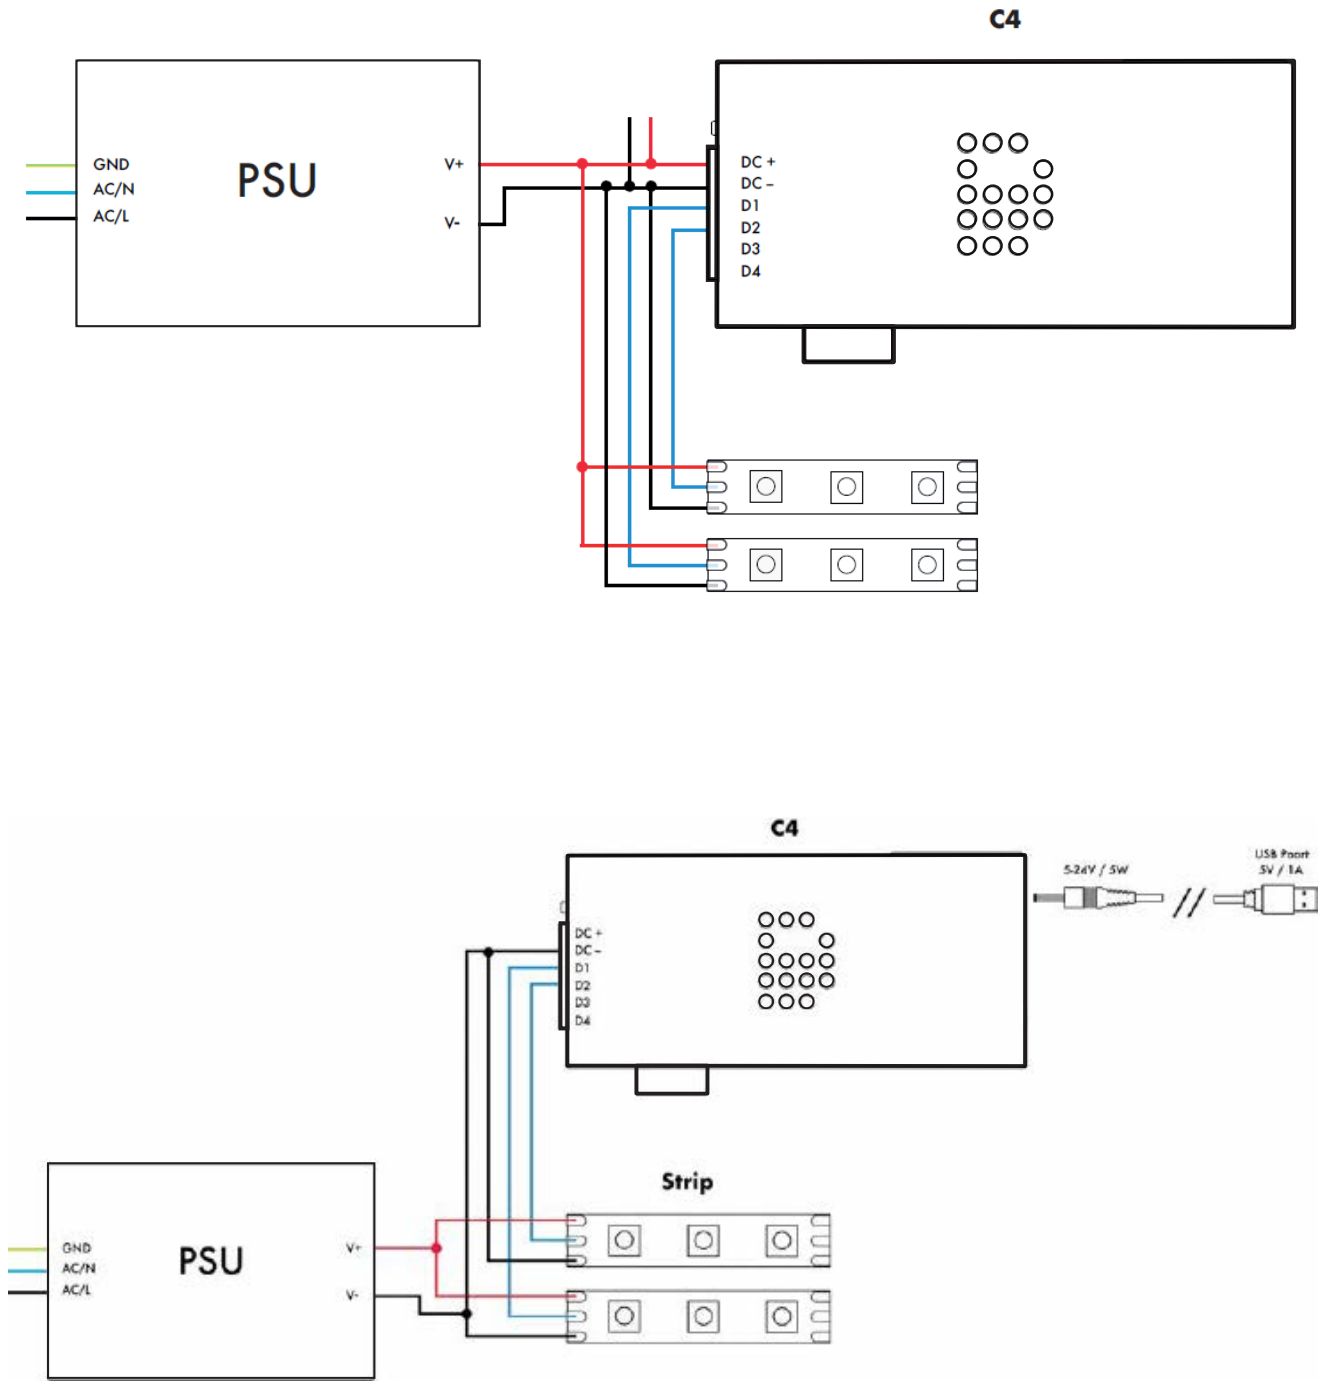 C4
GND
AC/N
AC/L
PSU
V+
V-
DC +
DC –
D1
D2
D3
D4
C4
5-24V / 5W
USB Poort
5V / 1A
DC +
DC –
D1
D2
D3
D4
Strip
GND
AC/N
AC/L
PSU
V+
V-